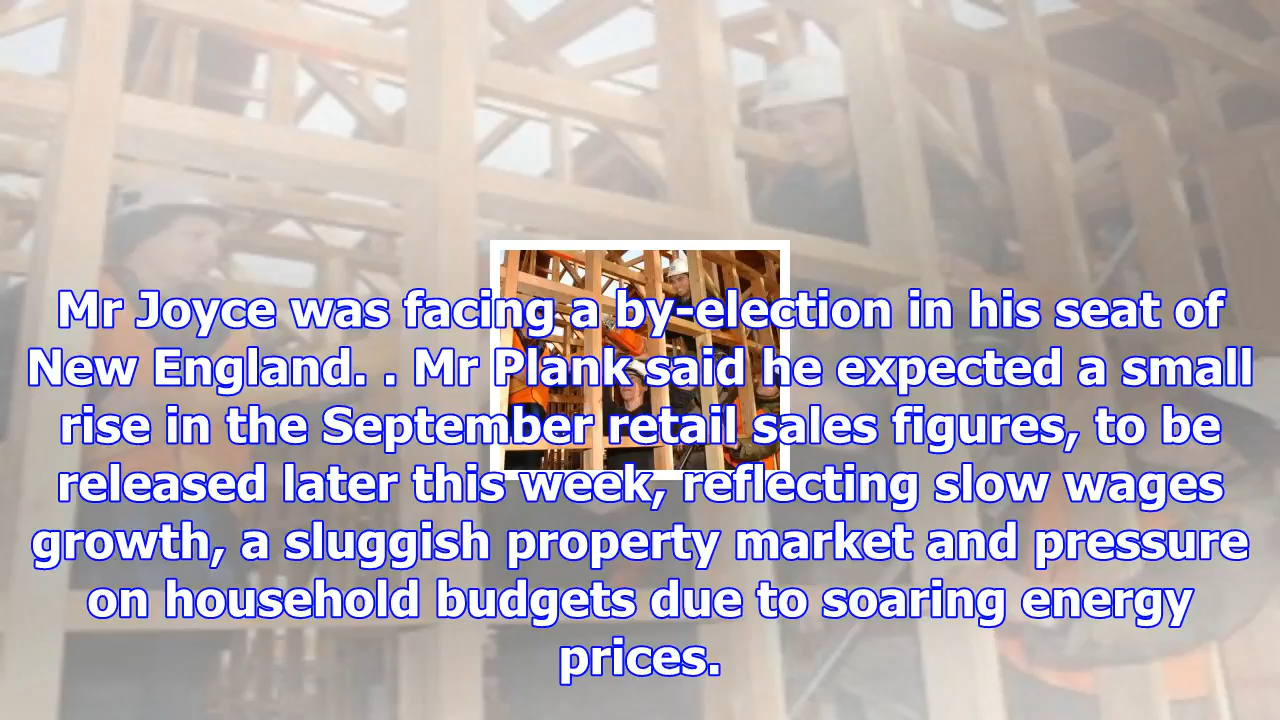 Mr Joyce was facing a by-election in his seat of
New England. . Mr Plank said he expected a small
rise in the September retail sales figures, to be
released later this week, reflecting slow wages
growth, a sluggish property market and pressure
on household budgets due to soaring energy
prices.